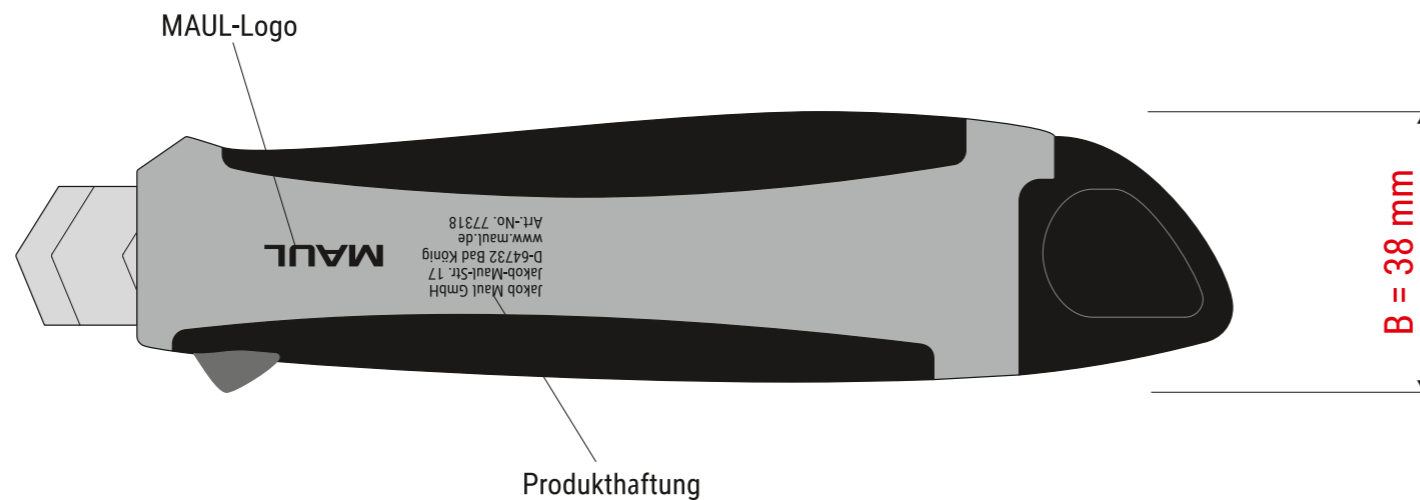 MAUL-Logo
MAUL
Jakob Maul GmbH
Jakob-Maul-Str. 17
D-64732 Bad König
www.maul.de
Art.-No. 77318
B = 38 mm
Produkthaftung